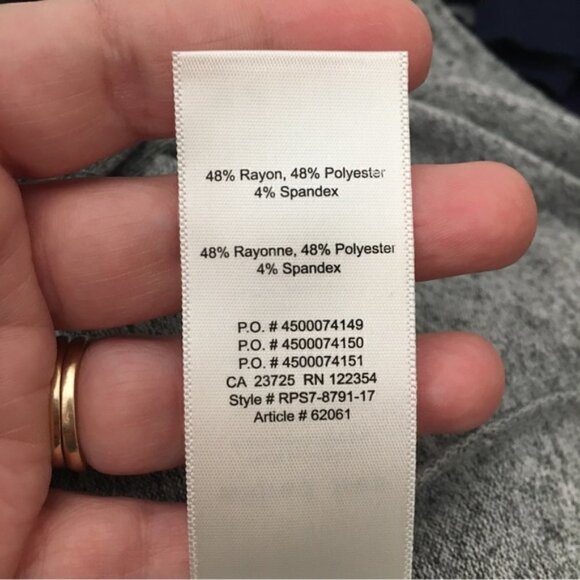 48% Rayon, 48% Polyester
4% Spandex
48% Rayonne, 48% Polyester
4% Spandex
P.O. # 4500074149
P.O. # 4500074150
P.O. # 4500074151
CA 23725 RN 122354
Style # RPS7-8791-17
Article # 62061